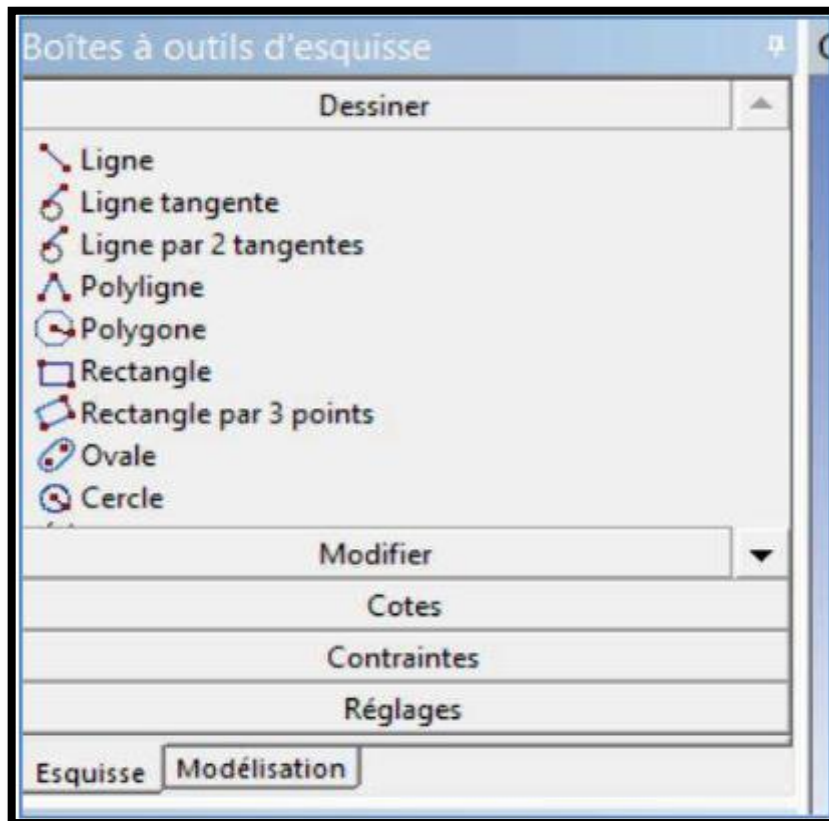 Boîtes à outils d'esquisse
Dessiner
Ligne
Ligne tangente
Ligne par 2 tangentes
Polyligne
Polygone
Rectangle
Rectangle par 3 points
Ovale
Cercle
Modifier
Cotes
Contraintes
Réglages
Esquisse Modélisation